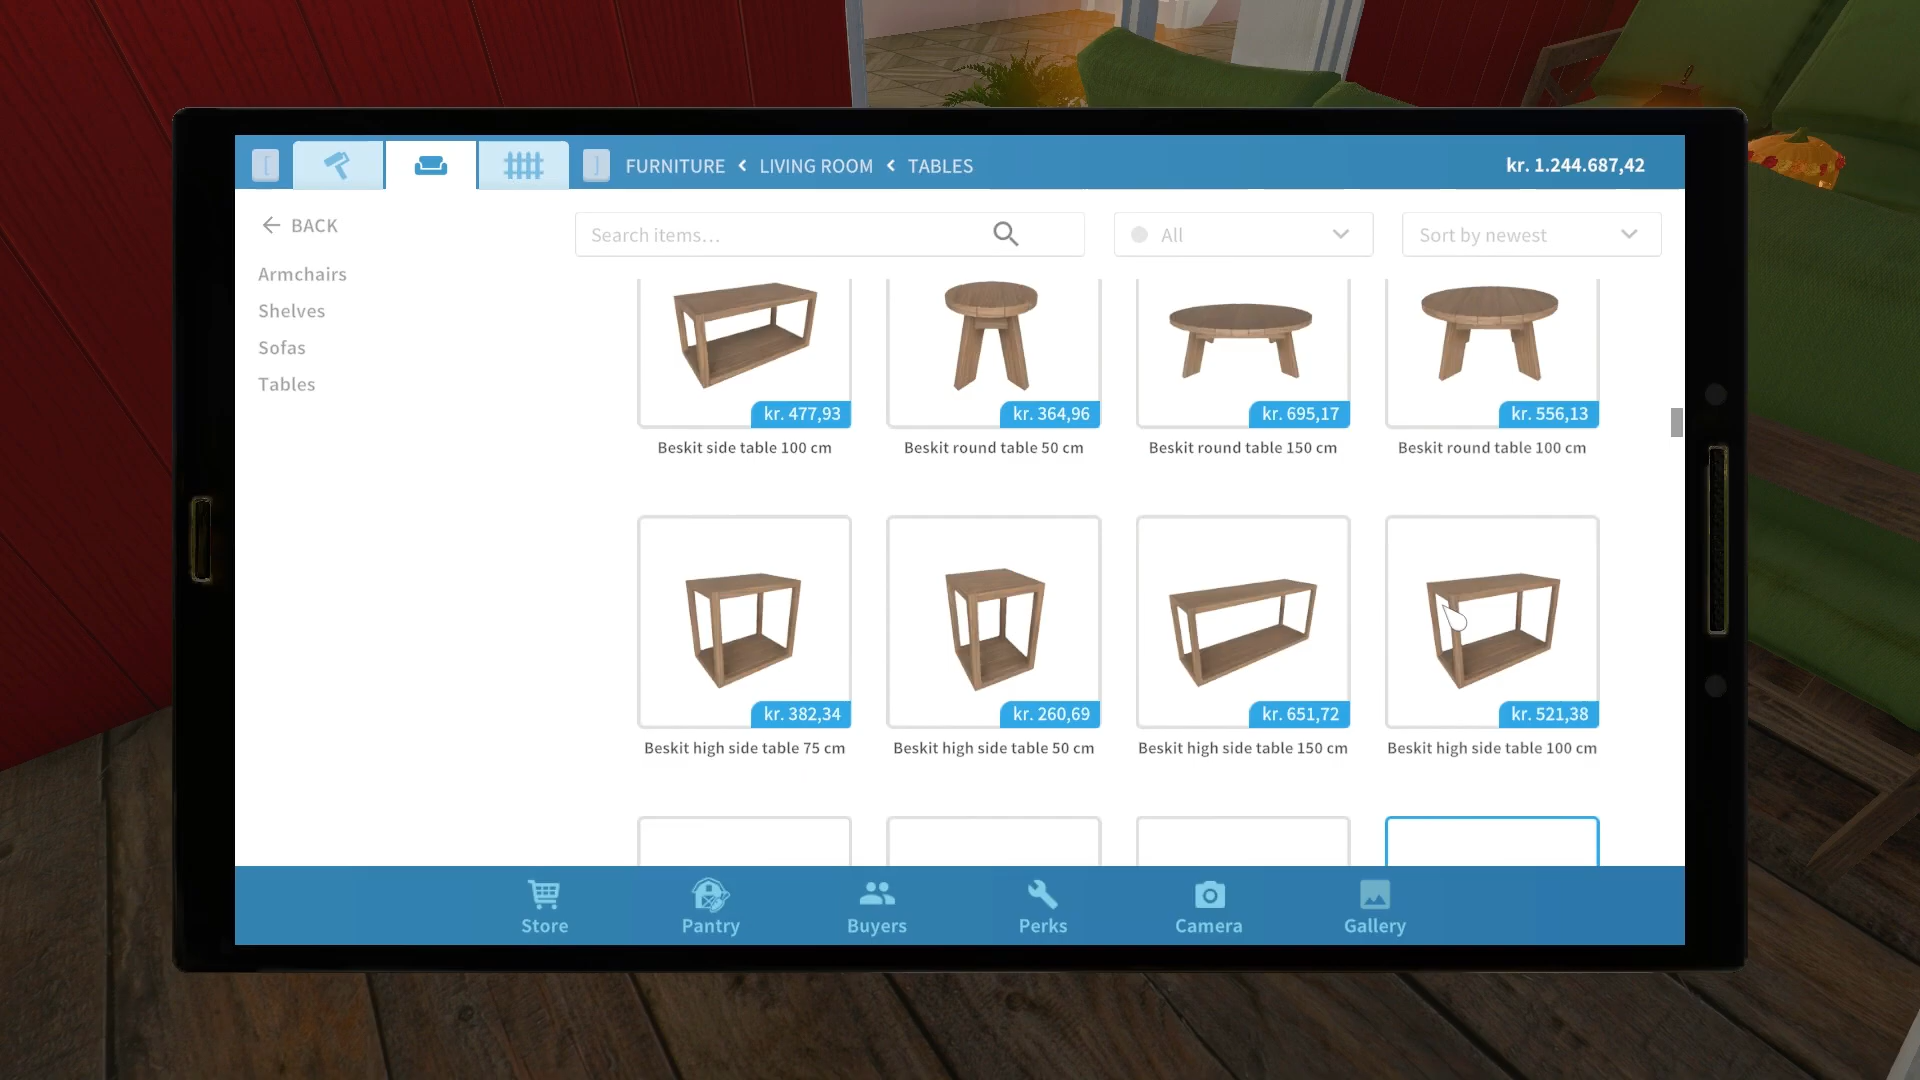 [
]
FURNITURE < LIVING ROOM < TABLES
kr. 1.244.687,42
BACK
Search items...
All
Sort by newest
Armchairs
Shelves
Sofas
Tables
kr. 477,93
kr. 364,96
kr. 695,17
kr. 556,13
Beskit side table 100 cm
Beskit round table 50 cm
Beskit round table 150 cm
Beskit round table 100 cm
kr. 382,34
kr. 260,69
kr. 651,72
kr. 521,38
Beskit high side table 75 cm
Beskit high side table 50 cm
Beskit high side table 150 cm
Beskit high side table 100 cm
Store
Pantry
Buyers
Perks
Camera
Gallery